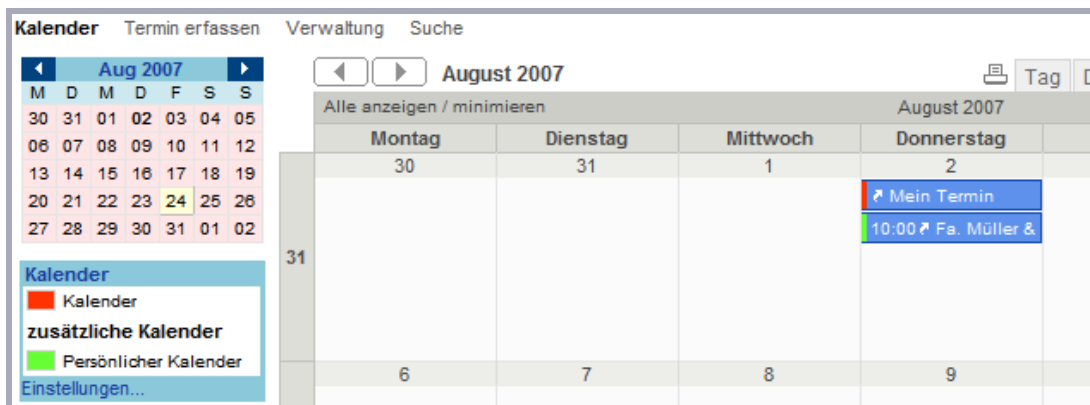 Kalender Termin erfassen Verwaltung Suche
Aug 2007
M D M D F S S
30 31 01 02 03 04 05
06 07 08 09 10 11 12
13 14 15 16 17 18 19
20 21 22 23 24 25 26
27 28 29 30 31 01 02
Kalender
Kalender
zusätzliche Kalender
Persönlicher Kalender
Einstellungen...
August 2007 Tag
Alle anzeigen / minimieren August 2007
Montag Dienstag Mittwoch Donnerstag
30 31 1 2
Mein Termin
10:00 Fa. Müller &
31
6 7 8 9